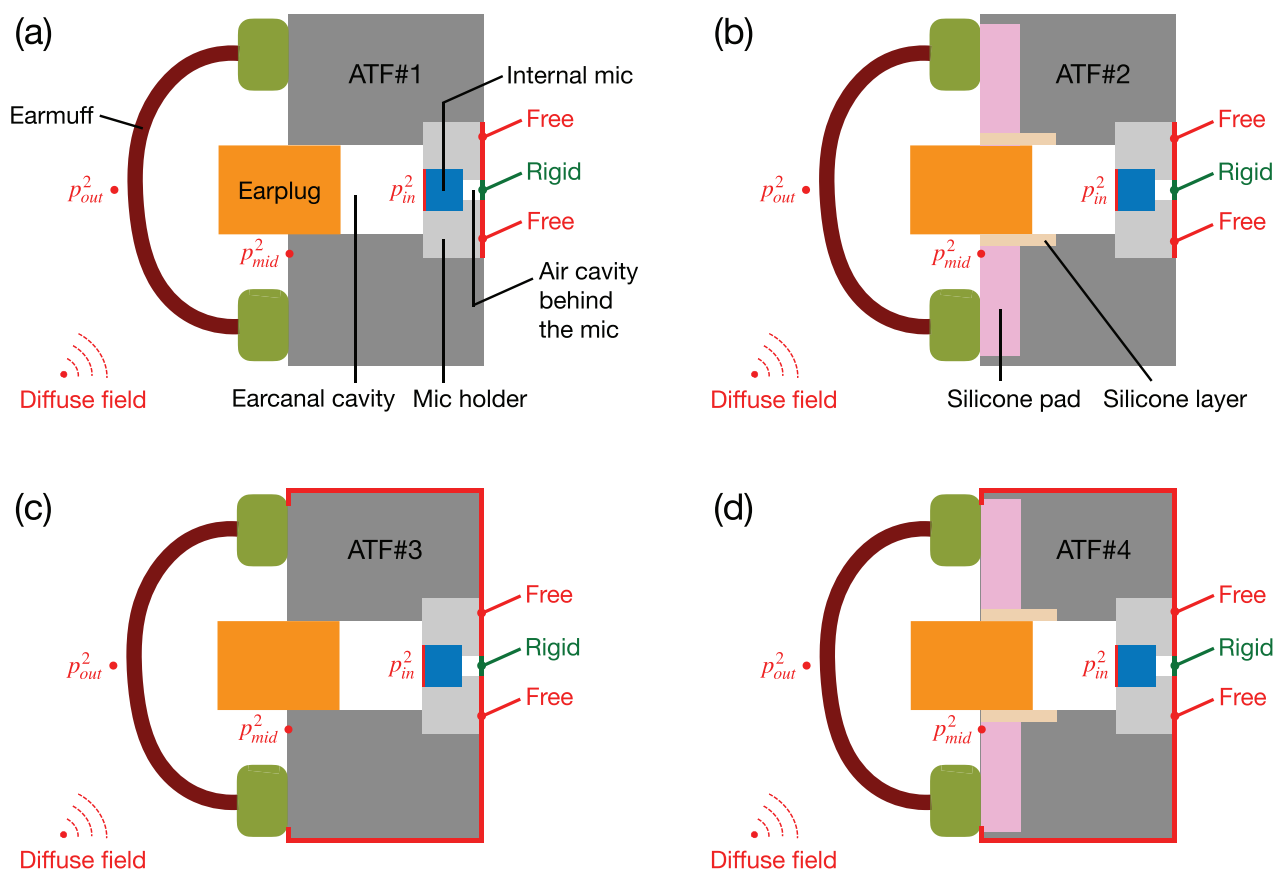 (a)
ATF#1
Internal mic
Earmuff
Free
Rigid
Free
p²out
Earplug
p²in
p²mid
Air cavity
behind
the mic
Diffuse field
Earcanal cavity
Mic holder
(b)
ATF#2
Free
Rigid
Free
p²out
p²in
p²mid
Diffuse field
Silicone pad
Silicone layer
(c)
ATF#3
Free
Rigid
Free
p²out
p²in
p²mid
Diffuse field
(d)
ATF#4
Free
Rigid
Free
p²out
p²in
p²mid
Diffuse field